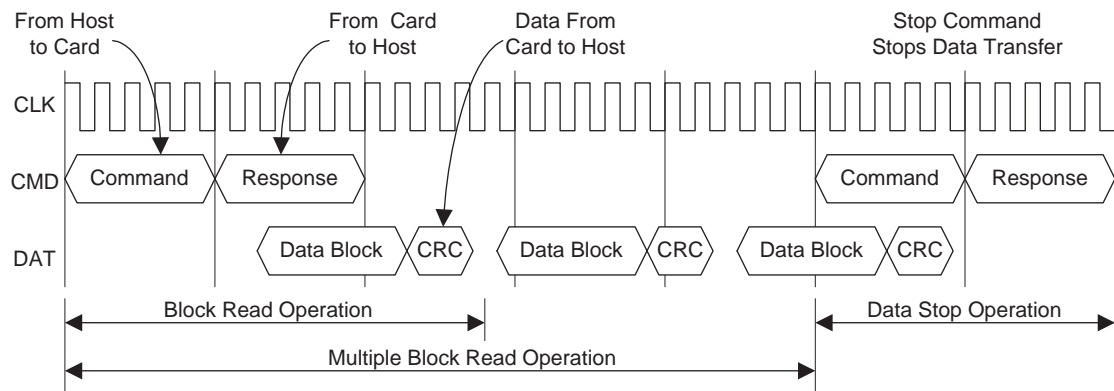 From Host
to Card
From Card
to Host
Data From
Card to Host
Stop Command
Stops Data Transfer
CLK
CMD
Command
Response
Command
Response
DAT
Data Block
CRC
Data Block
CRC
Data Block
CRC
Block Read Operation
Data Stop Operation
Multiple Block Read Operation